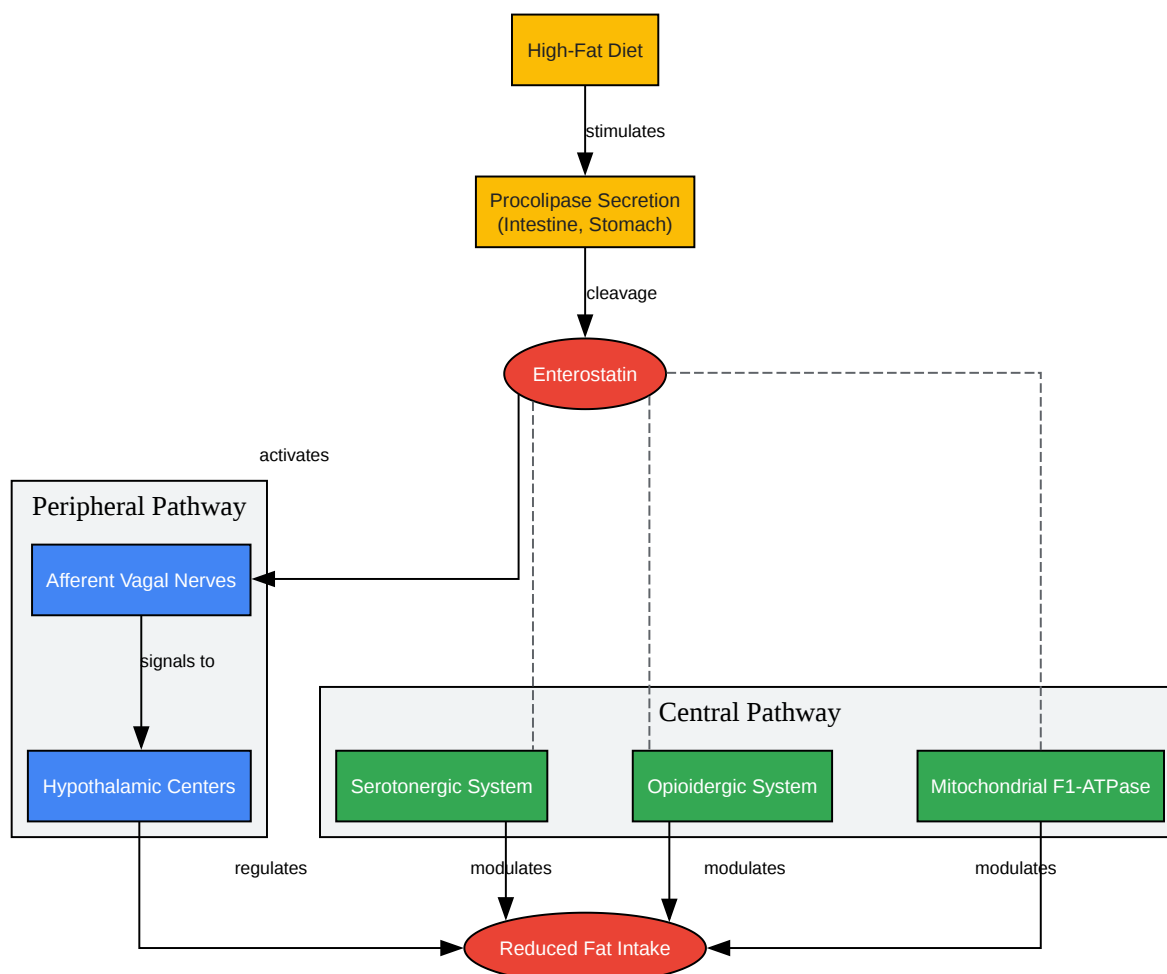 High-Fat Diet
stimulates
Procolipase Secretion
(Intestine, Stomach)
cleavage
Enterostatin
activates
Peripheral Pathway
Afferent Vagal Nerves
signals to
Hypothalamic Centers
Central Pathway
Serotonergic System
Opioidergic System
Mitochondrial F1-ATPase
regulates
modulates
modulates
modulates
Reduced Fat Intake